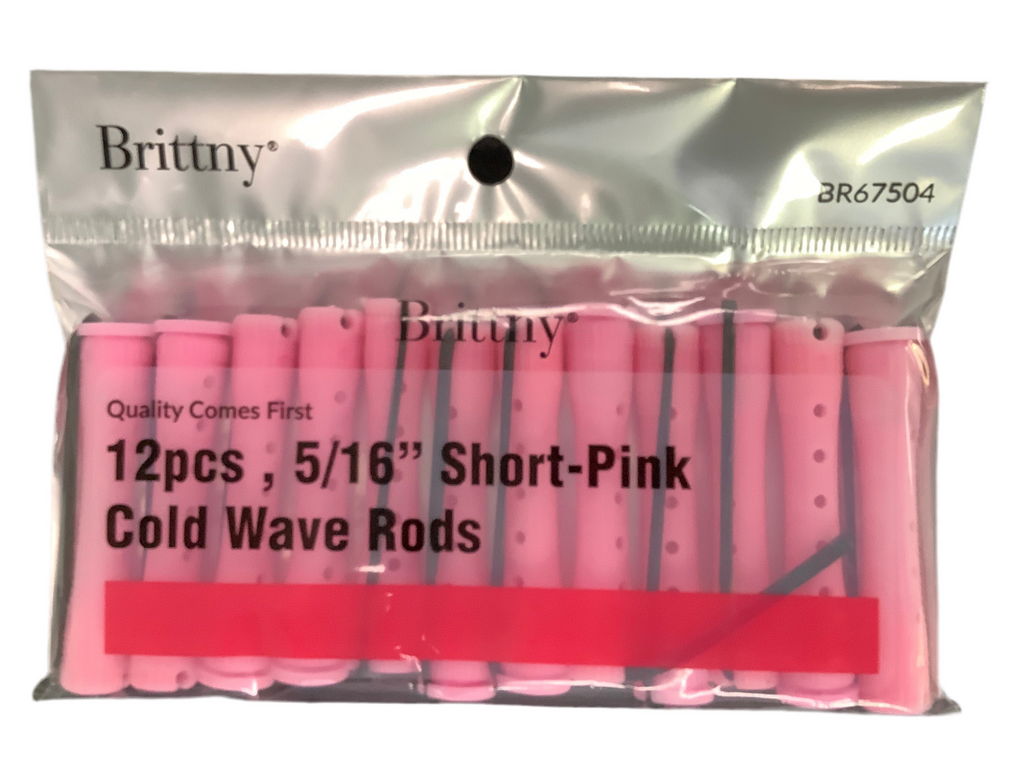 Brittny®
BR67504
Brittny®
Quality Comes First
12pcs , 5/16” Short-Pink
Cold Wave Rods